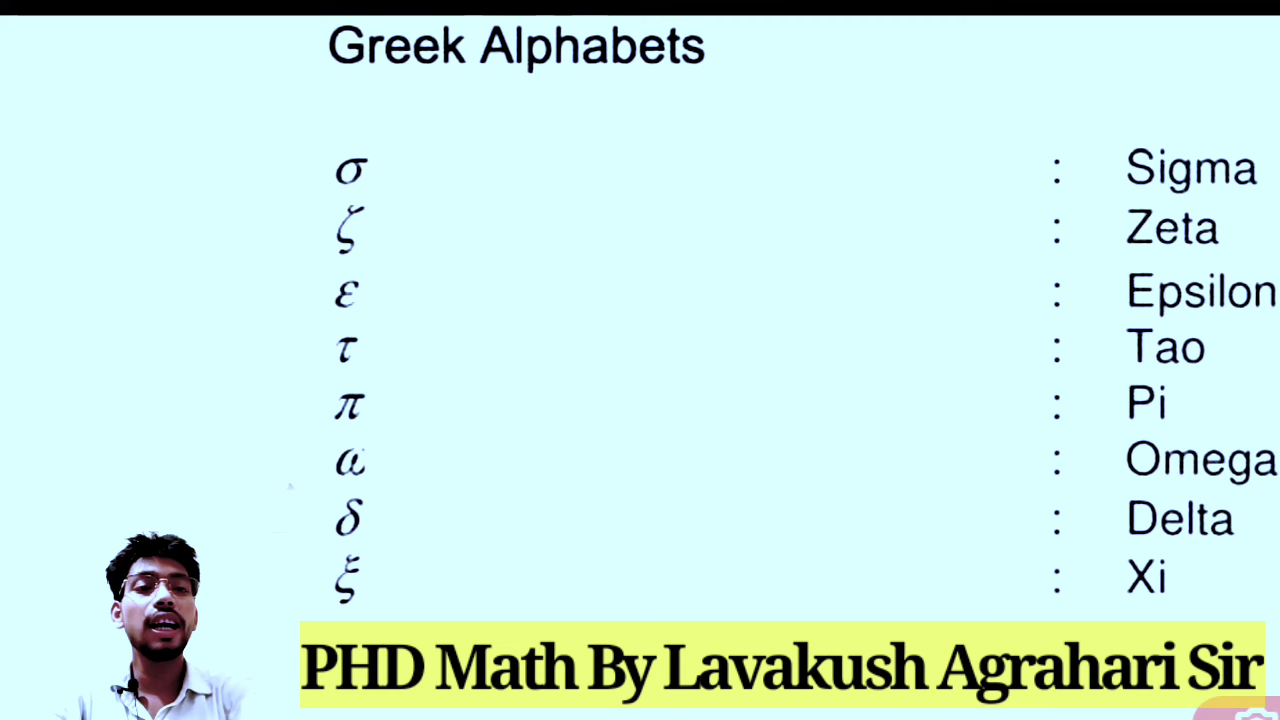 Greek Alphabets
σ : Sigma
ζ : Zeta
ε : Epsilon
τ : Tao
π : Pi
ω : Omega
δ : Delta
ξ : Xi
PHD Math By Lavakush Agrahari Sir